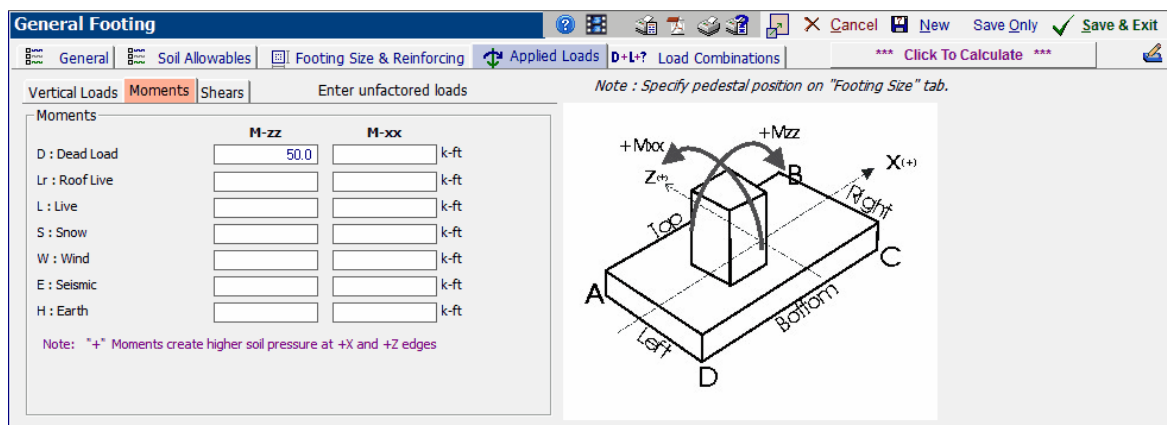 General Footing
Cancel New Save Only Save & Exit
General Soil Allowables Footing Size & Reinforcing Applied Loads D+L+? Load Combinations *** Click To Calculate ***
Vertical Loads Moments Shears Enter unfactored loads
Note : Specify pedestal position on "Footing Size" tab.
Moments
M-zz M-xx
D : Dead Load 50.0 k-ft
Lr : Roof Live k-ft
L : Live k-ft
S : Snow k-ft
W : Wind k-ft
E : Seismic k-ft
H : Earth k-ft
Note: "+" Moments create higher soil pressure at +X and +Z edges
+Mxx +Mzz
Z(+) B X(+)
Top Right
A C
Left Bottom
D